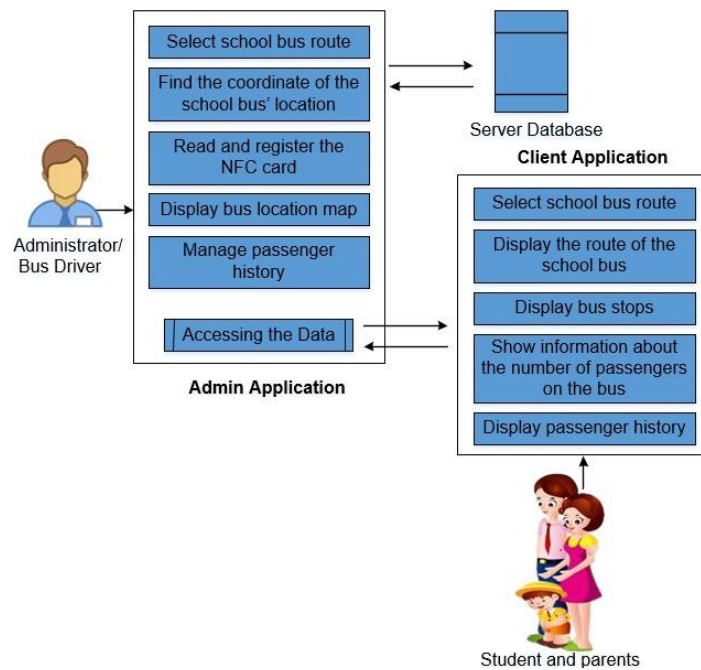 Select school bus route
Find the coordinate of the
school bus' location
Read and register the
NFC card
Display bus location map
Manage passenger
history
Accessing the Data
Admin Application
Administrator/
Bus Driver
Server Database
Client Application
Select school bus route
Display the route of the
school bus
Display bus stops
Show information about
the number of passengers
on the bus
Display passenger history
Student and parents